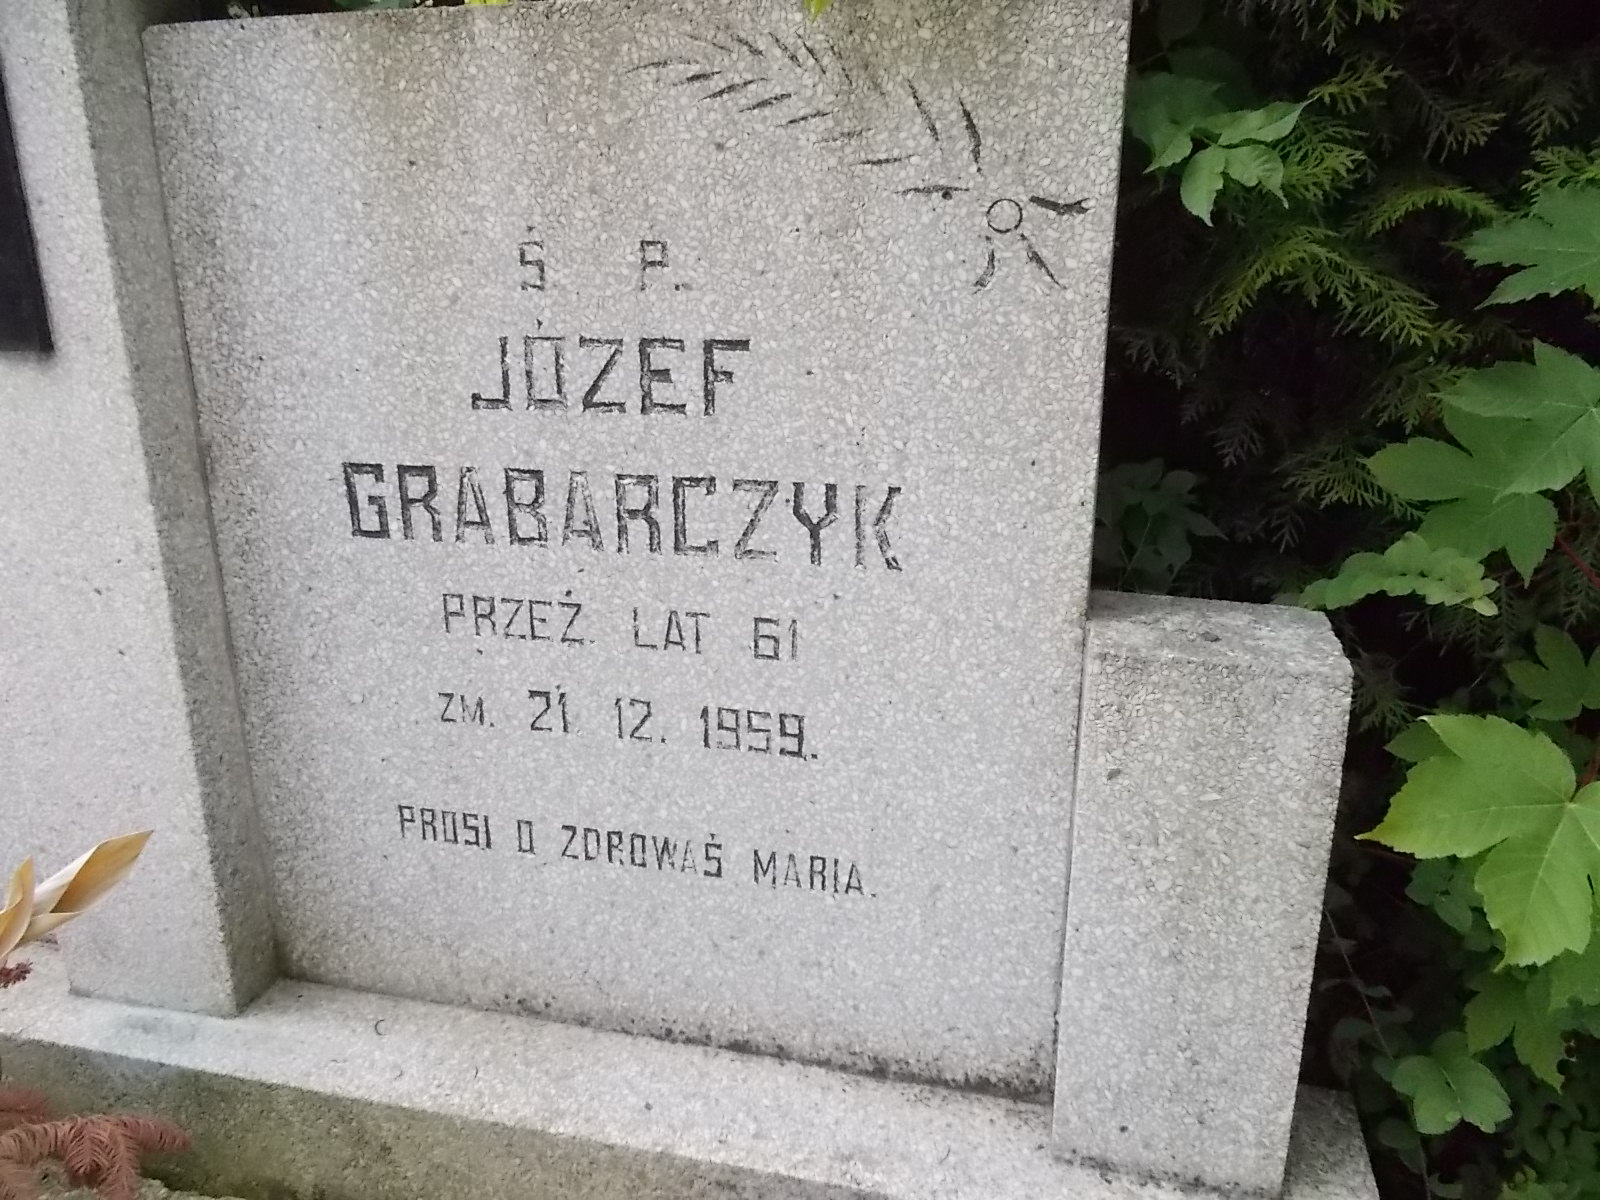 Ś P.
JÓZEF
GRABARCZYK
PRZEŻ. LAT 61
ZM. 21 12. 1959.
PROSI O ZDROWAŚ MARIA.